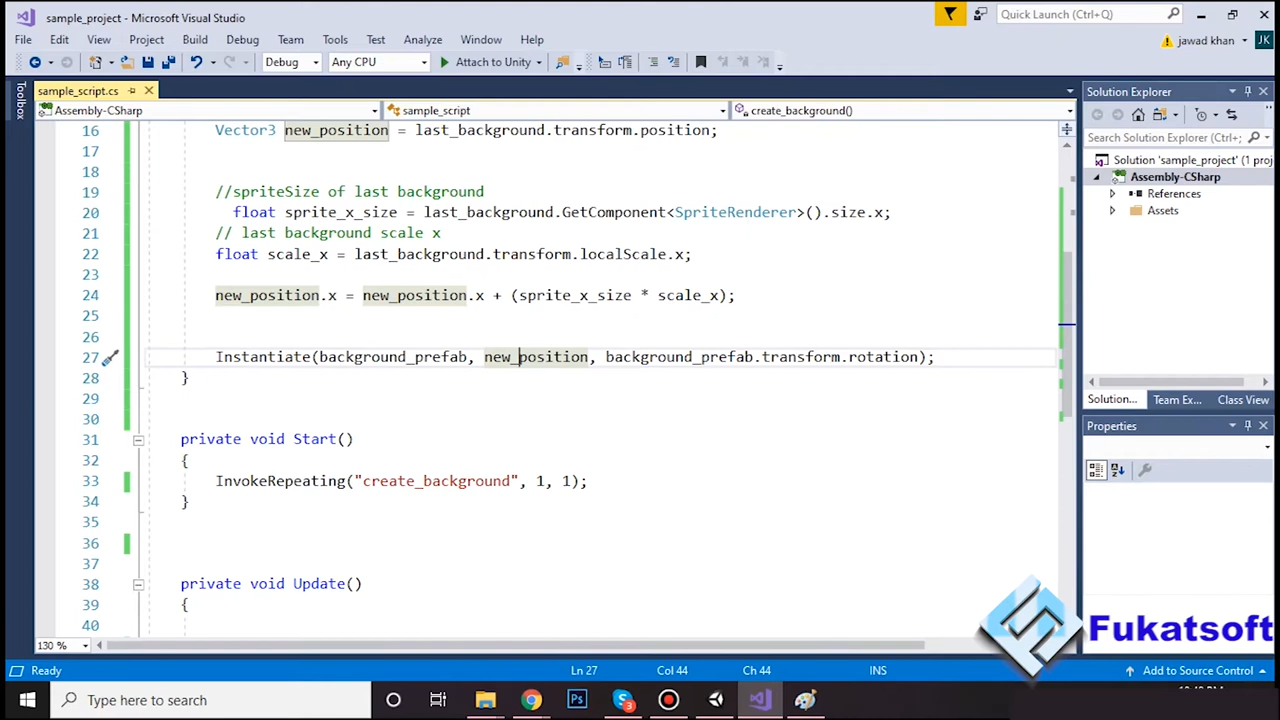 sample_project - Microsoft Visual Studio
Quick Launch (Ctrl+Q)
File Edit View Project Build Debug Team Tools Test Analyze Window Help
jawad khan JK
Debug Any CPU Attach to Unity
Toolbox
sample_script.cs
Assembly-CSharp sample_script create_background()
16 Vector3 new_position = last_background.transform.position;
17
18
19 //spriteSize of last background
20 float sprite_x_size = last_background.GetComponent<SpriteRenderer>().size.x;
21 // last background scale x
22 float scale_x = last_background.transform.localScale.x;
23
24 new_position.x = new_position.x + (sprite_x_size * scale_x);
25
26
27 Instantiate(background_prefab, new_position, background_prefab.transform.rotation);
28 }
29
30
31 private void Start()
32 {
33 InvokeRepeating("create_background", 1, 1);
34 }
35
36
37
38 private void Update()
39 {
40
130 %
Solution Explorer
Search Solution Explorer (Ctrl+;
Solution 'sample_project' (1 proj
Assembly-CSharp
References
Assets
Solution... Team Ex... Class View
Properties
Fukatsoft
Ready Ln 27 Col 44 Ch 44 INS Add to Source Control
Type here to search